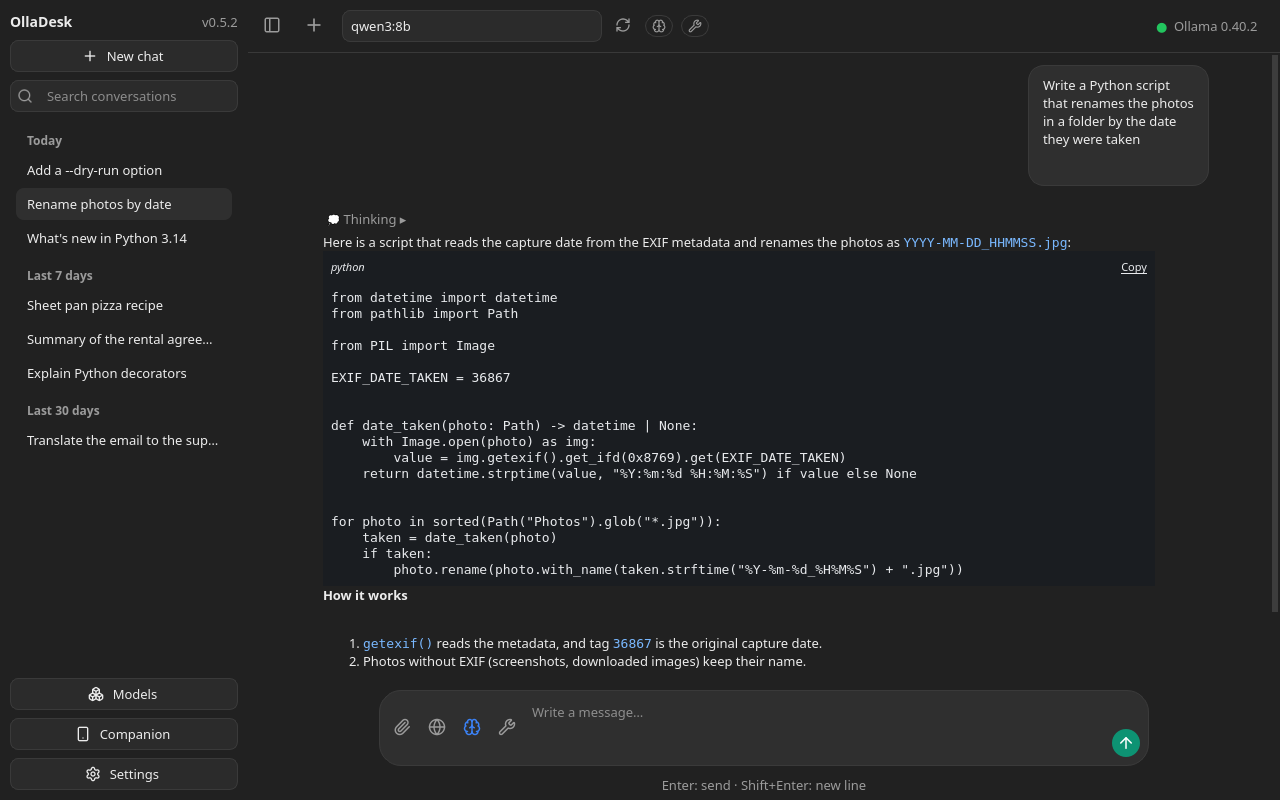 OllaDesk v0.5.2
New chat
Search conversations
Today
Add a --dry-run option
Rename photos by date
What's new in Python 3.14
Last 7 days
Sheet pan pizza recipe
Summary of the rental agree...
Explain Python decorators
Last 30 days
Translate the email to the sup...
Models
Companion
Settings
qwen3:8b
Ollama 0.40.2
Write a Python script
that renames the photos
in a folder by the date
they were taken
Thinking ▸
Here is a script that reads the capture date from the EXIF metadata and renames the photos as YYYY-MM-DD_HHMMSS.jpg:
python Copy
from datetime import datetime
from pathlib import Path
from PIL import Image
EXIF_DATE_TAKEN = 36867
def date_taken(photo: Path) -> datetime | None:
    with Image.open(photo) as img:
        value = img.getexif().get_ifd(0x8769).get(EXIF_DATE_TAKEN)
    return datetime.strptime(value, "%Y:%m:%d %H:%M:%S") if value else None
for photo in sorted(Path("Photos").glob("*.jpg")):
    taken = date_taken(photo)
    if taken:
        photo.rename(photo.with_name(taken.strftime("%Y-%m-%d_%H%M%S") + ".jpg"))
How it works
1. getexif() reads the metadata, and tag 36867 is the original capture date.
2. Photos without EXIF (screenshots, downloaded images) keep their name.
Write a message...
Enter: send · Shift+Enter: new line